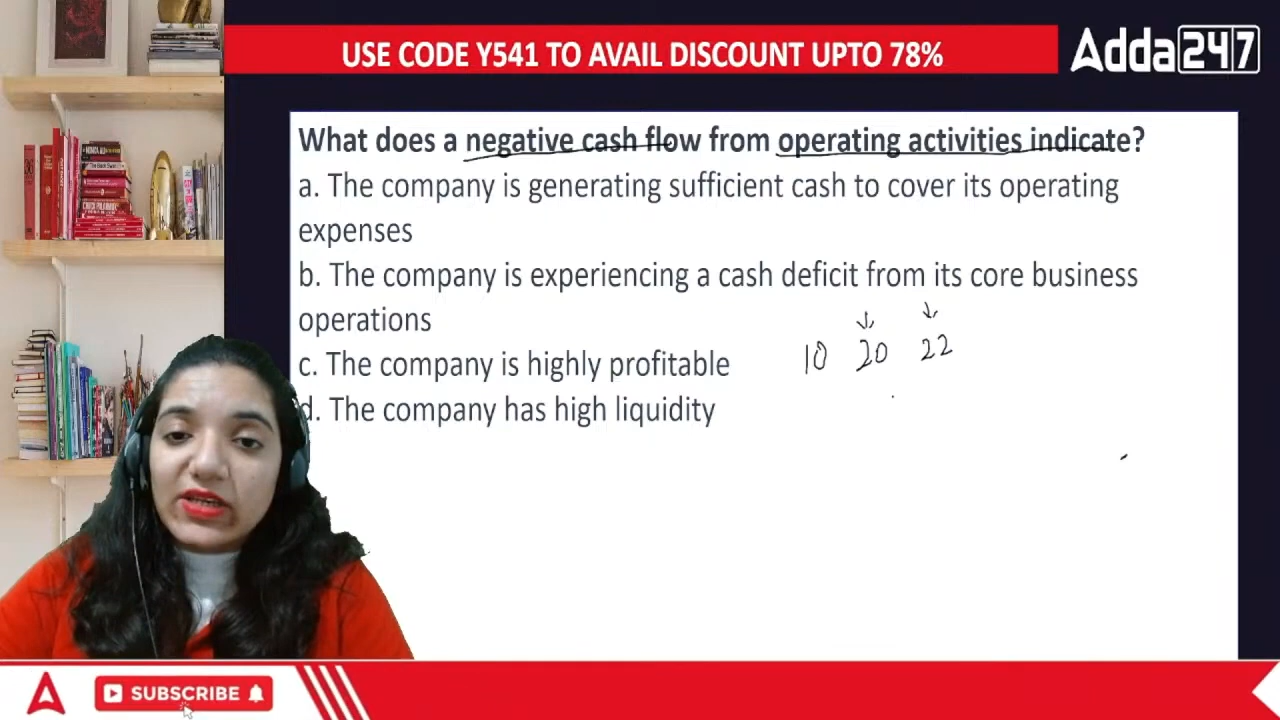 USE CODE Y541 TO AVAIL DISCOUNT UPTO 78%
Adda247
What does a negative cash flow from operating activities indicate?
a. The company is generating sufficient cash to cover its operating
expenses
b. The company is experiencing a cash deficit from its core business
operations
c. The company is highly profitable
10 20 22
d. The company has high liquidity
SUBSCRIBE